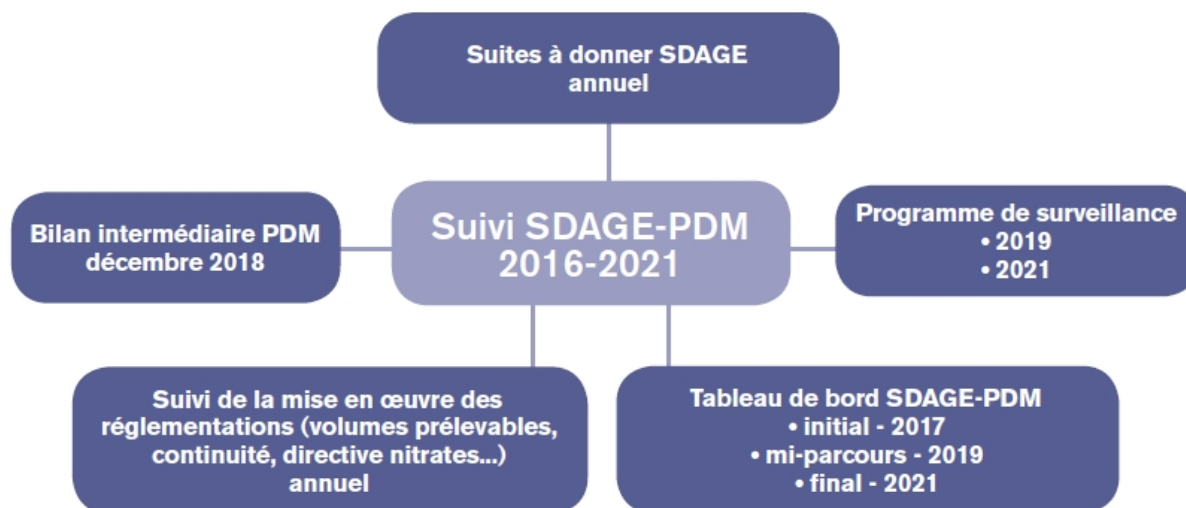 Suites à donner SDAGE
annuel
Bilan intermédiaire PDM
décembre 2018
Suivi SDAGE-PDM
2016-2021
Programme de surveillance
• 2019
• 2021
Suivi de la mise en œuvre des
réglementations (volumes prélevables,
continuité, directive nitrates...)
annuel
Tableau de bord SDAGE-PDM
• initial - 2017
• mi-parcours - 2019
• final - 2021